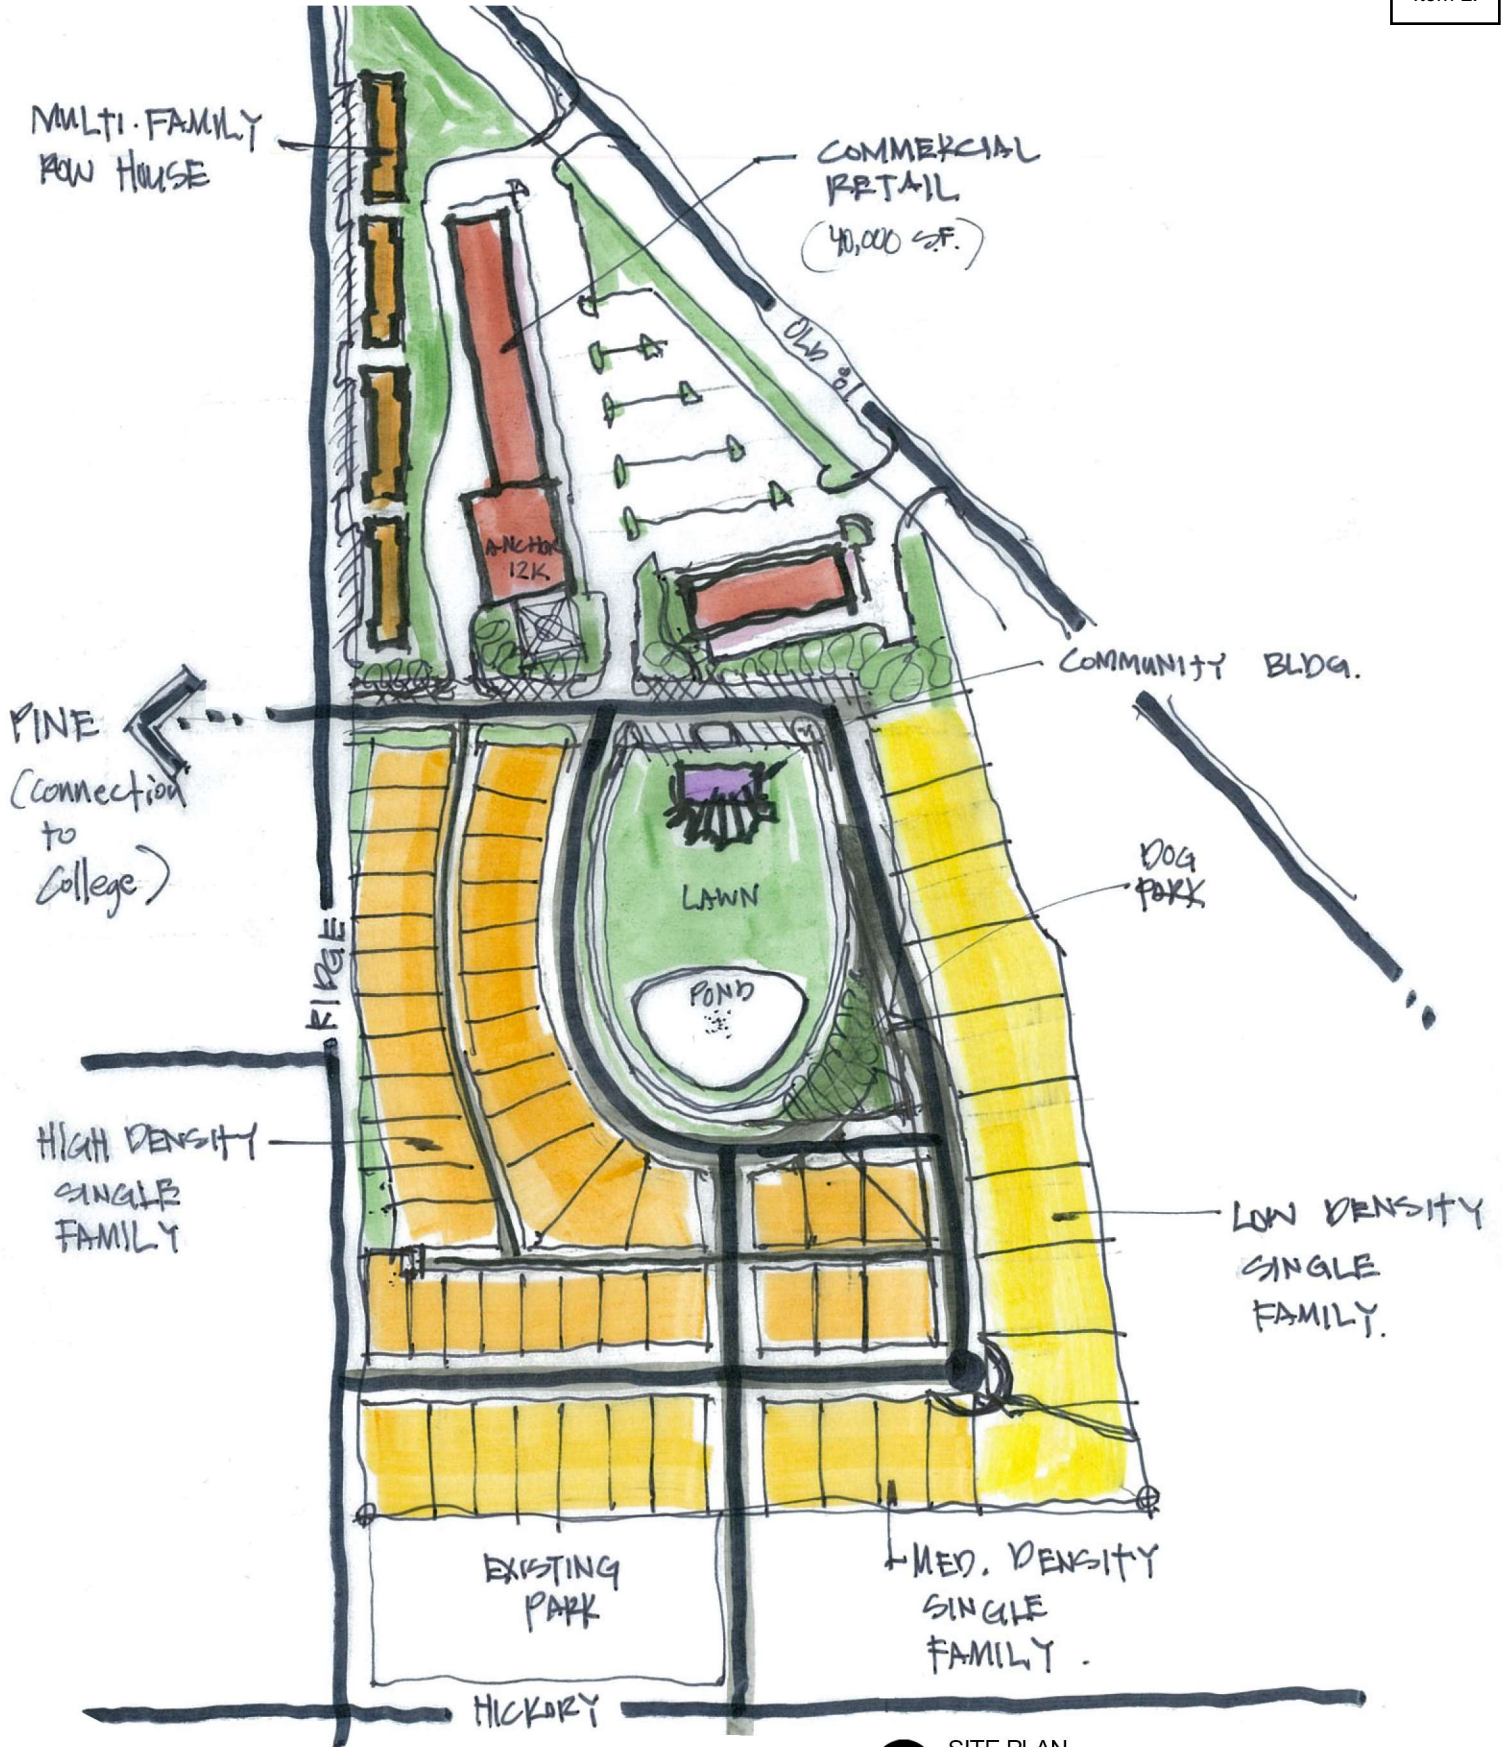 MULTI·FAMILY
ROW HOUSE
COMMERCIAL
RETAIL
(40,000 S.F.)
OLD 81
ANCHOR
12K
COMMUNITY BLDG.
PINE
(connection
to
College)
DOG
PARK
LAWN
RIDGE
POND
HIGH DENSITY
SINGLE
FAMILY
LOW DENSITY
SINGLE
FAMILY.
EXISTING
PARK
MED. DENSITY
SINGLE
FAMILY.
HICKORY
SITE PLAN